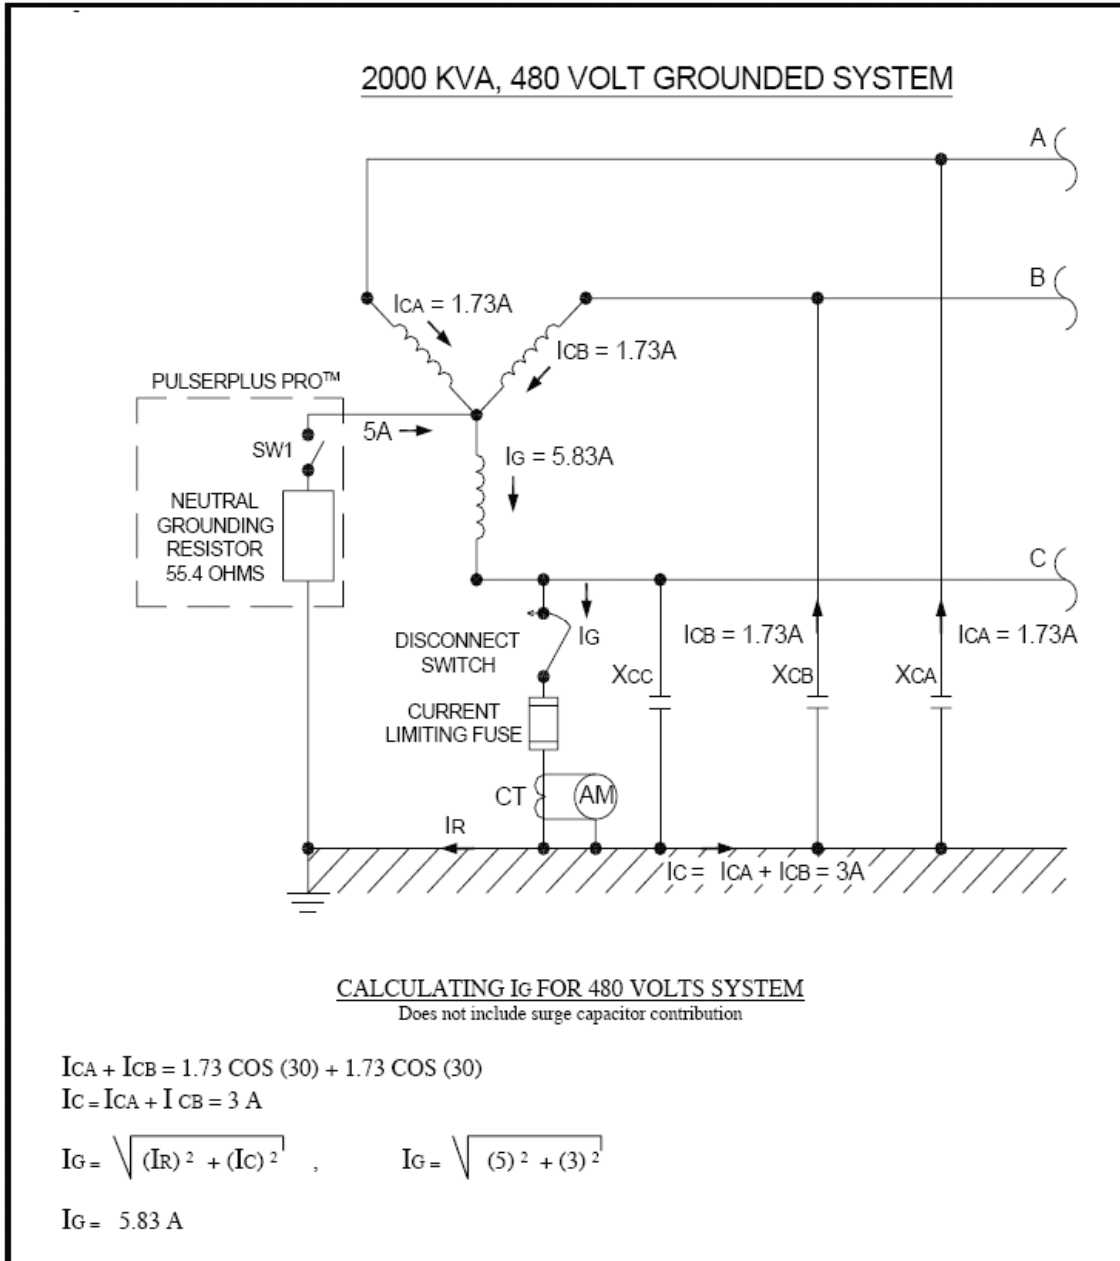 2000 KVA, 480 VOLT GROUNDED SYSTEM
A
B
ICA = 1.73A
ICB = 1.73A
PULSERPLUS PRO™
5A
SW1
IG = 5.83A
NEUTRAL
GROUNDING
RESISTOR
55.4 OHMS
C
DISCONNECT
SWITCH
IG
ICB = 1.73A
ICA = 1.73A
XCC
XCB
XCA
CURRENT
LIMITING FUSE
CT
AM
IR
IC = ICA + ICB = 3A
CALCULATING IG FOR 480 VOLTS SYSTEM
Does not include surge capacitor contribution
ICA + ICB = 1.73 COS (30) + 1.73 COS (30)
IC = ICA + I CB = 3 A
IG = √(IR) 2 + (IC) 2 , IG = √(5) 2 + (3) 2
IG = 5.83 A